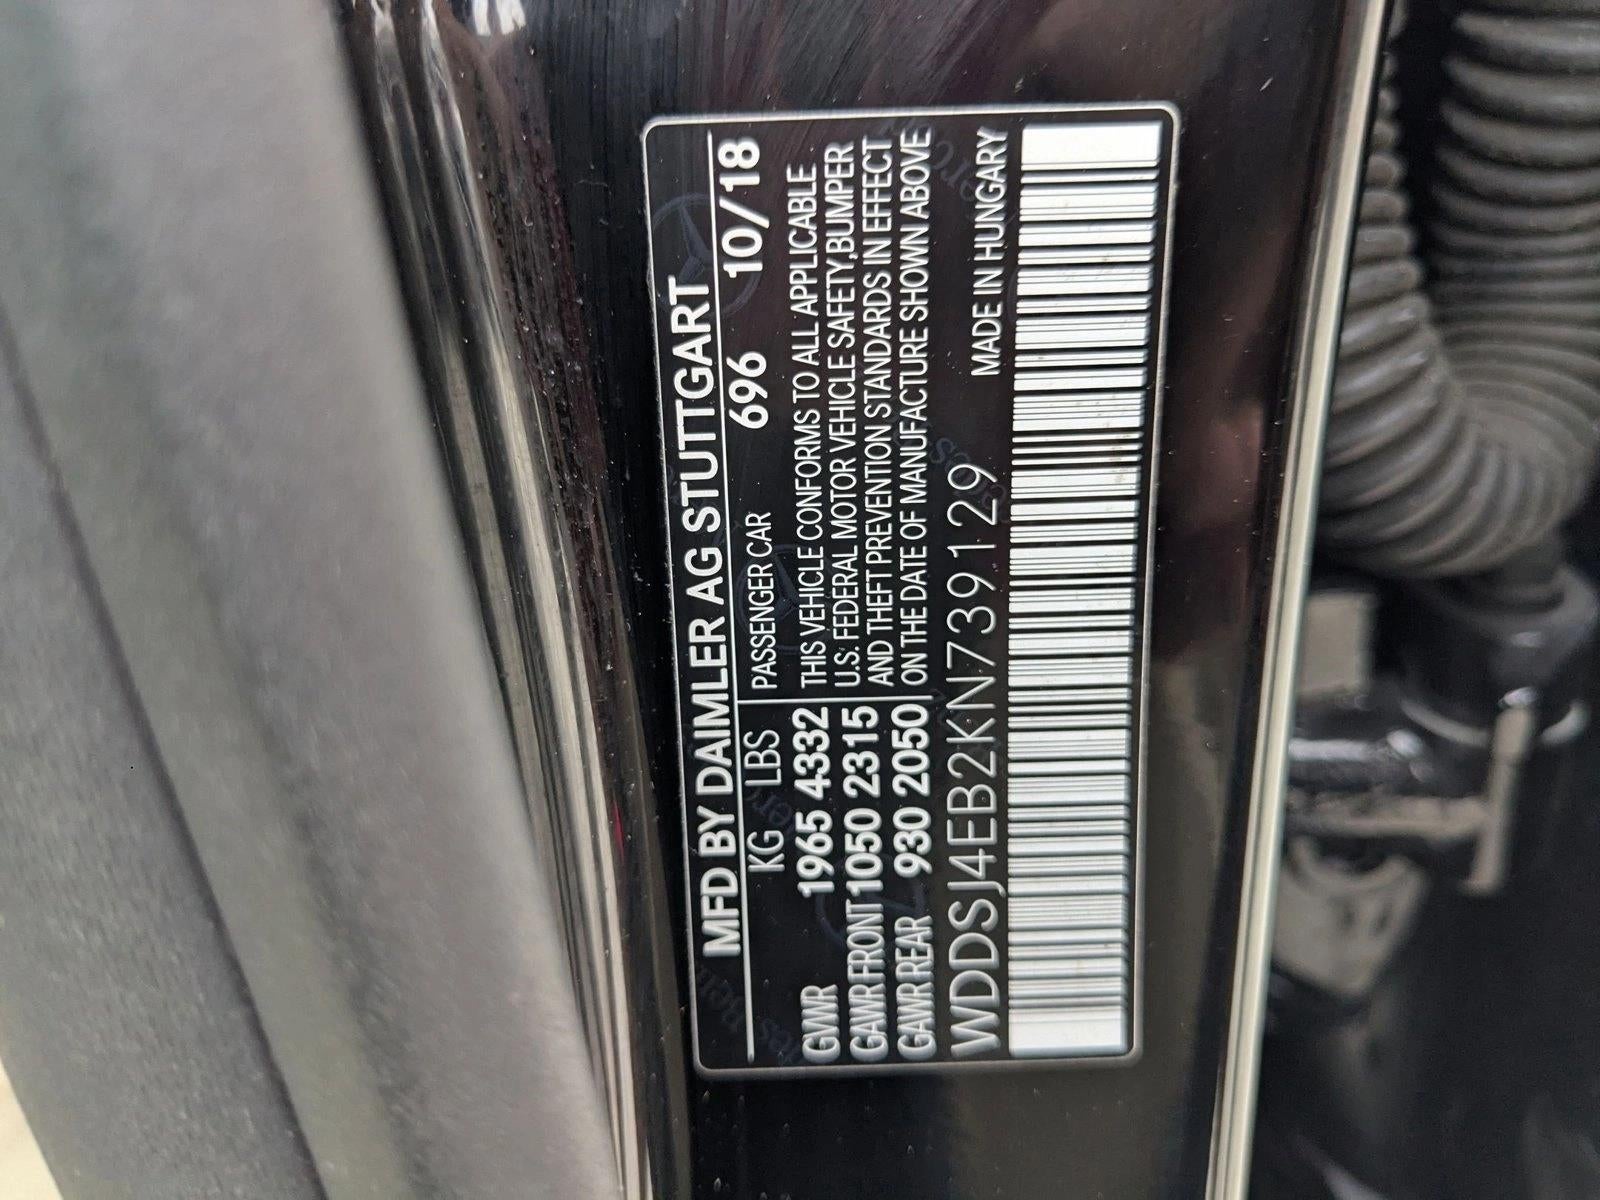 MFD BY DAIMLER AG STUTTGART
KG LBS PASSENGER CAR 696 10/18
GVWR 1965 4332 THIS VEHICLE CONFORMS TO ALL APPLICABLE
GAWR FRONT 1050 2315 U.S. FEDERAL MOTOR VEHICLE SAFETY, BUMPER
AND THEFT PREVENTION STANDARDS IN EFFECT
GAWR REAR 930 2050 ON THE DATE OF MANUFACTURE SHOWN ABOVE
WDDSJ4EB2KN739129 MADE IN HUNGARY